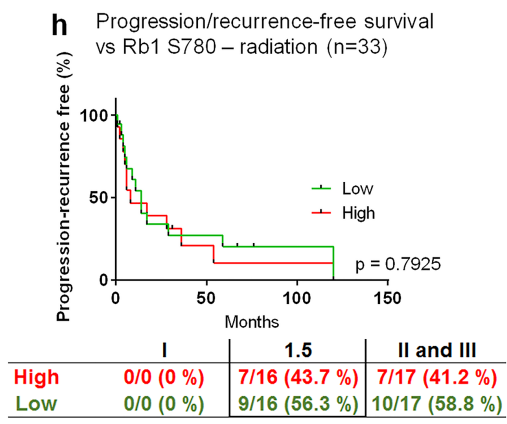 h
Progression/recurrence-free survival
vs Rb1 S780 – radiation (n=33)
Progression-recurrence free (%)
100
50
0
0 50 100 150
Months
Low
High
p = 0.7925
I 1.5 II and III
High 0/0 (0 %) 7/16 (43.7 %) 7/17 (41.2 %)
Low 0/0 (0 %) 9/16 (56.3 %) 10/17 (58.8 %)